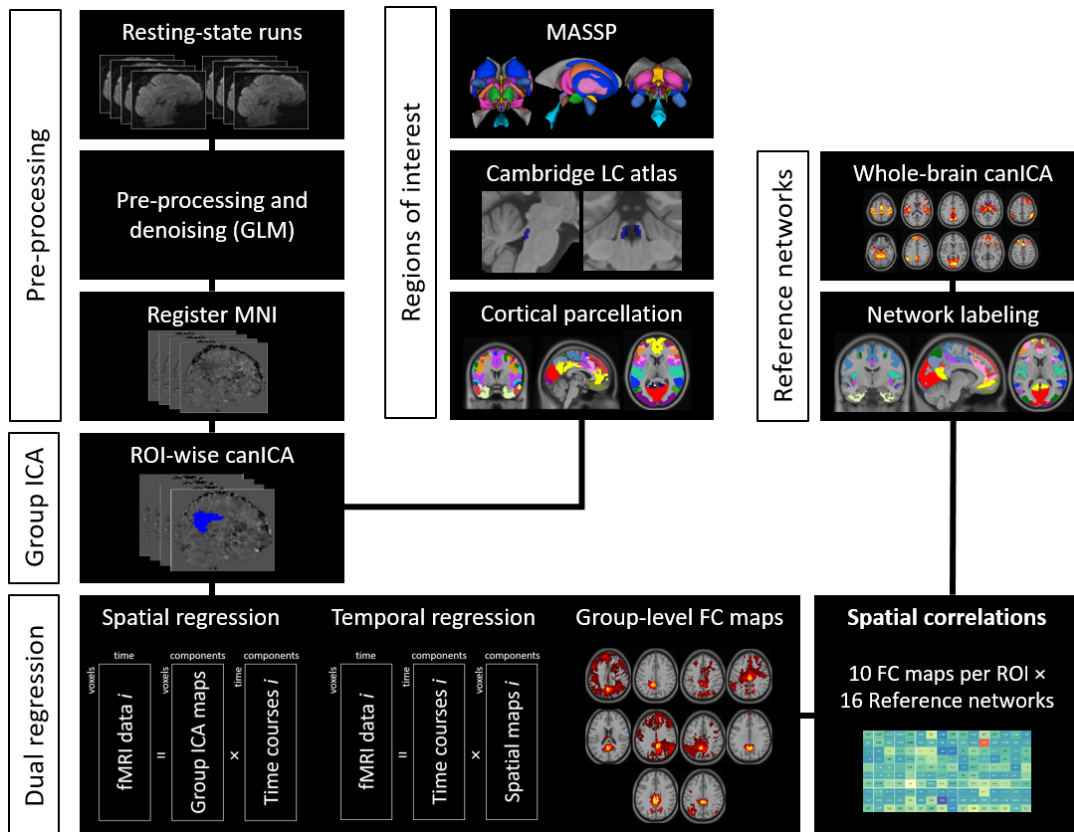 Pre-processing
Resting-state runs
Pre-processing and
denoising (GLM)
Register MNI
Regions of interest
MASSP
Cambridge LC atlas
Cortical parcellation
Reference networks
Whole-brain canICA
Network labeling
Group ICA
ROI-wise canICA
Dual regression
Spatial regression
time
components
components
voxels
fMRI data i
=
voxels
Group ICA maps
×
time
Time courses i
Temporal regression
time
components
components
voxels
fMRI data i
=
time
Time courses i
×
voxels
Spatial maps i
Group-level FC maps
Spatial correlations
10 FC maps per ROI ×
16 Reference networks